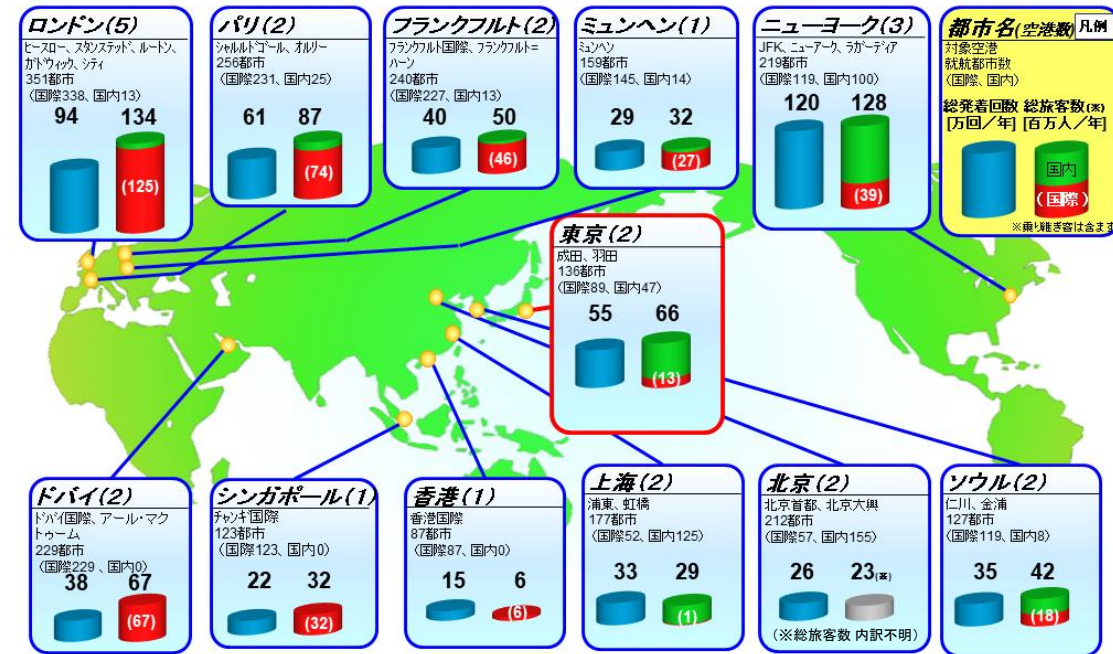 ロンドン(5)
ヒースロー、スタンステッド、ルートン、
ガトウィック、シティ
351都市
(国際338、国内13)
94 134
(125)
パリ(2)
シャルルドゴール、オルリー
256都市
(国際231、国内25)
61 87
(74)
フランクフルト(2)
フランクフルト国際、フランクフルト=
ハーン
240都市
(国際227、国内13)
40 50
(46)
ミュンヘン(1)
ミュンヘン
159都市
(国際145、国内14)
29 32
(27)
ニューヨーク(3)
JFK、ニューアーク、ラガーディア
219都市
(国際119、国内100)
120 128
(39)
都市名(空港数) 凡例
対象空港
就航都市数
(国際、国内)
総発着回数 総旅客数(※)
[万回/年] [百万人/年]
国内
(国際)
※乗り継ぎ客は含まず
東京(2)
成田、羽田
136都市
(国際89、国内47)
55 66
(13)
ドバイ(2)
ドバイ国際、アール・マク
トゥーム
229都市
(国際229、国内0)
38 67
(67)
シンガポール(1)
チャンギ国際
123都市
(国際123、国内0)
22 32
(32)
香港(1)
香港国際
87都市
(国際87、国内0)
15 6
(6)
上海(2)
浦東、虹橋
177都市
(国際52、国内125)
33 29
(1)
北京(2)
北京首都、北京大興
212都市
(国際57、国内155)
26 23(※)
(※総旅客数 内訳不明)
ソウル(2)
仁川、金浦
127都市
(国際119、国内8)
35 42
(18)